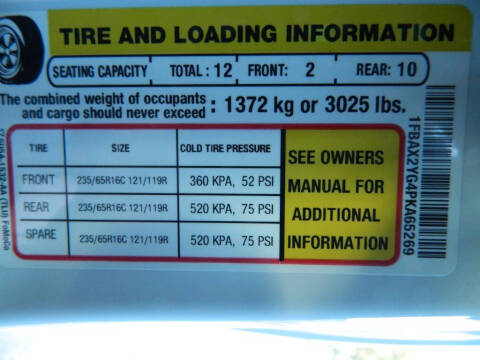 TIRE AND LOADING INFORMATION
SEATING CAPACITY TOTAL : 12 FRONT: 2 REAR: 10
The combined weight of occupants
and cargo should never exceed : 1372 kg or 3025 lbs.
TIRE SIZE COLD TIRE PRESSURE
FRONT 235/65R16C 121/119R 360 KPA, 52 PSI
REAR 235/65R16C 121/119R 520 KPA, 75 PSI
SPARE 235/65R16C 121/119R 520 KPA, 75 PSI
SEE OWNERS
MANUAL FOR
ADDITIONAL
INFORMATION
1FBAX2YG4PKA65269
(TLU) FoMoCo